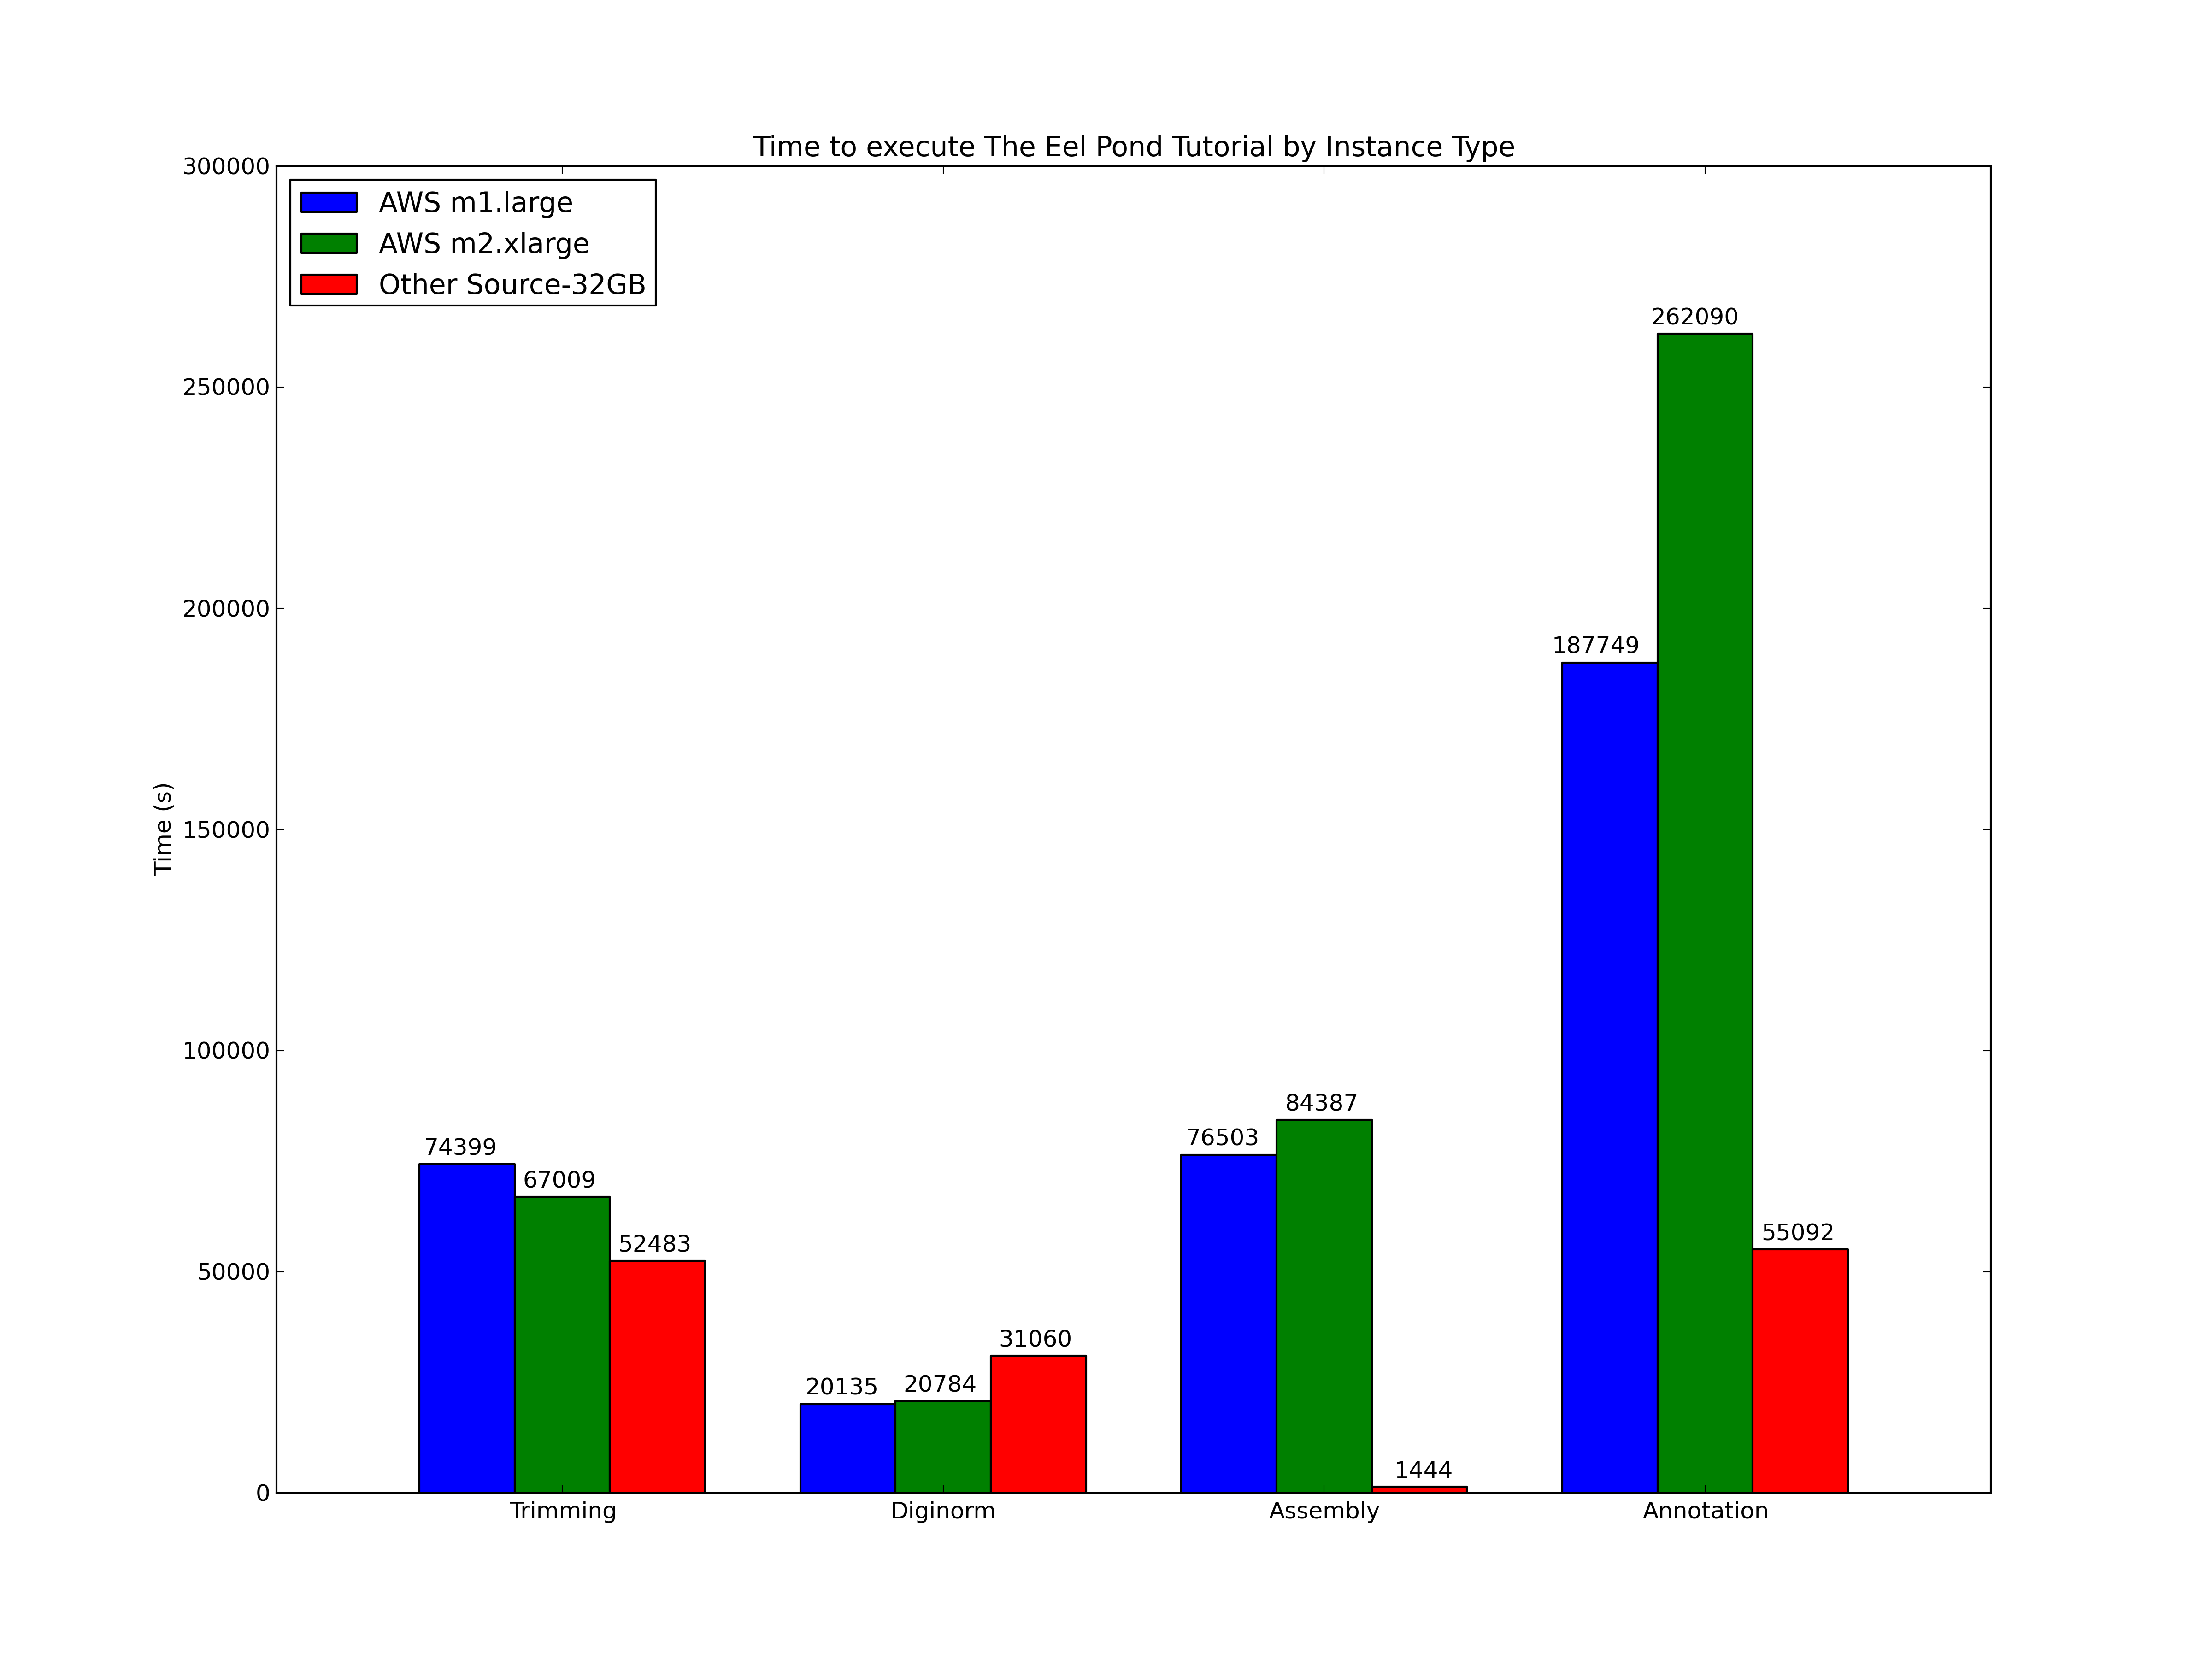 Time to execute The Eel Pond Tutorial by Instance Type
300000
250000
200000
150000
100000
50000
0
Time (s)
AWS m1.large
AWS m2.xlarge
Other Source-32GB
74399
67009
52483
20135
20784
31060
76503
84387
1444
187749
262090
55092
Trimming
Diginorm
Assembly
Annotation